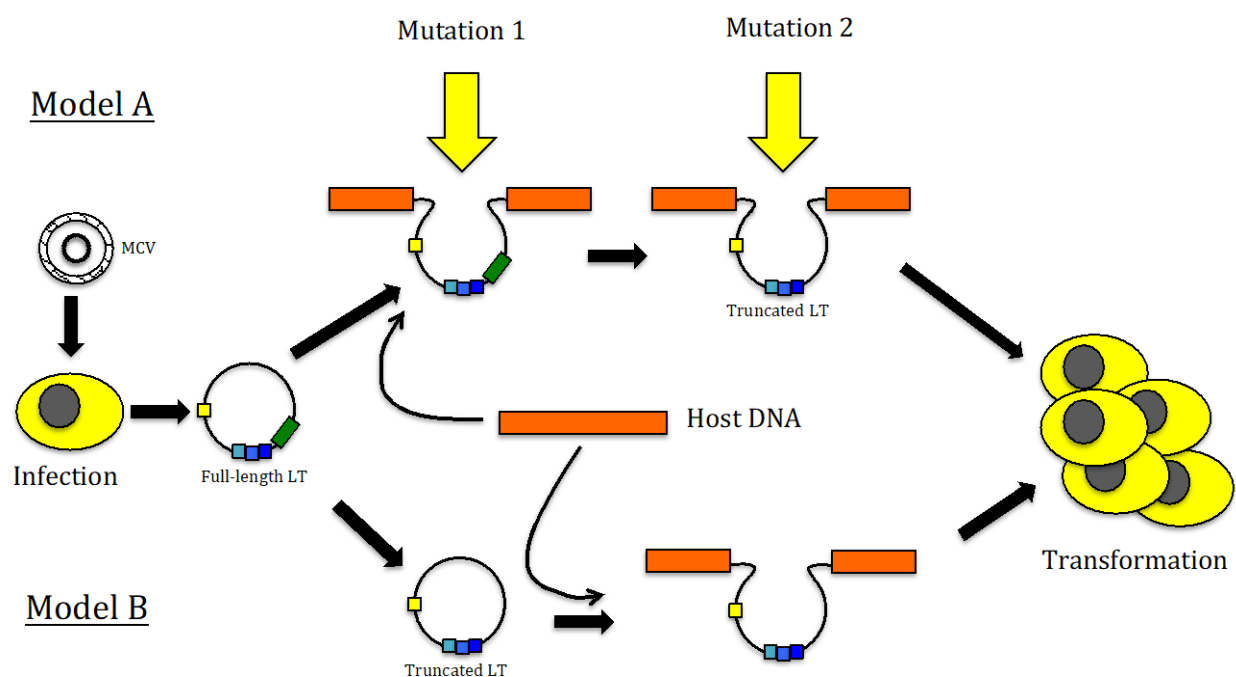 Mutation 1
Mutation 2
Model A
MCV
Truncated LT
Host DNA
Infection
Full-length LT
Transformation
Model B
Truncated LT